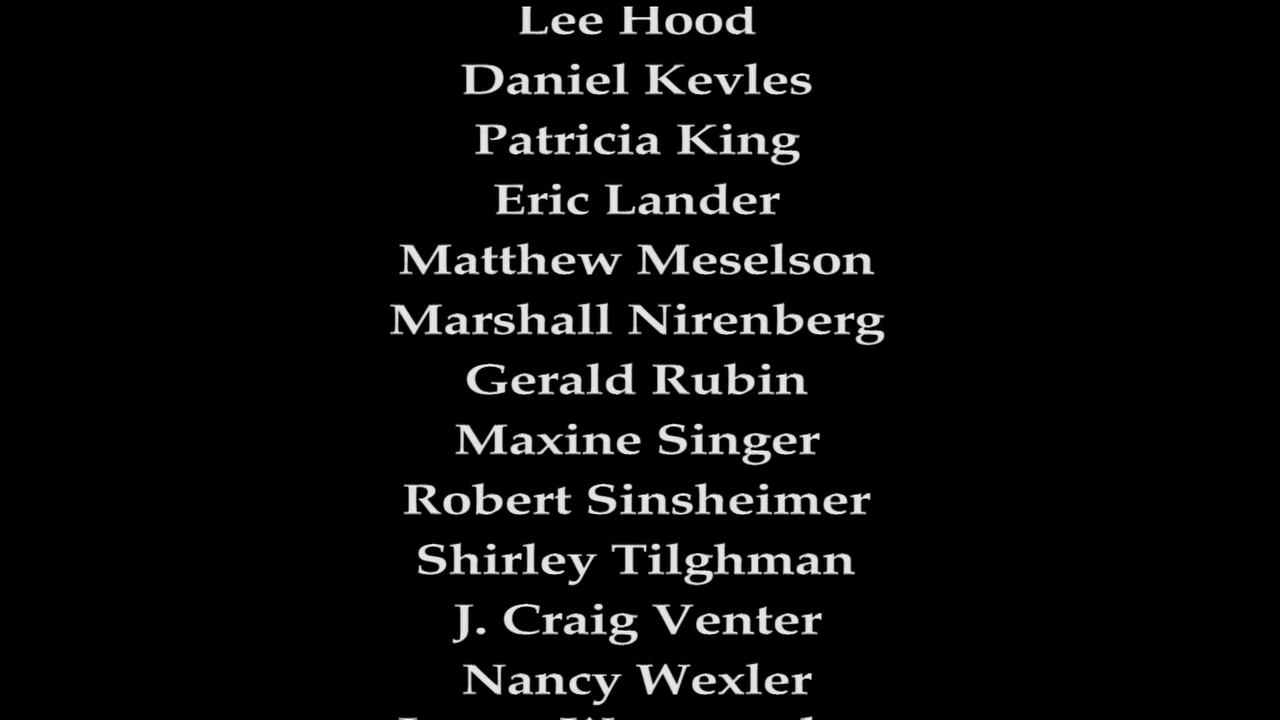 Lee Hood
Daniel Kevles
Patricia King
Eric Lander
Matthew Meselson
Marshall Nirenberg
Gerald Rubin
Maxine Singer
Robert Sinsheimer
Shirley Tilghman
J. Craig Venter
Nancy Wexler